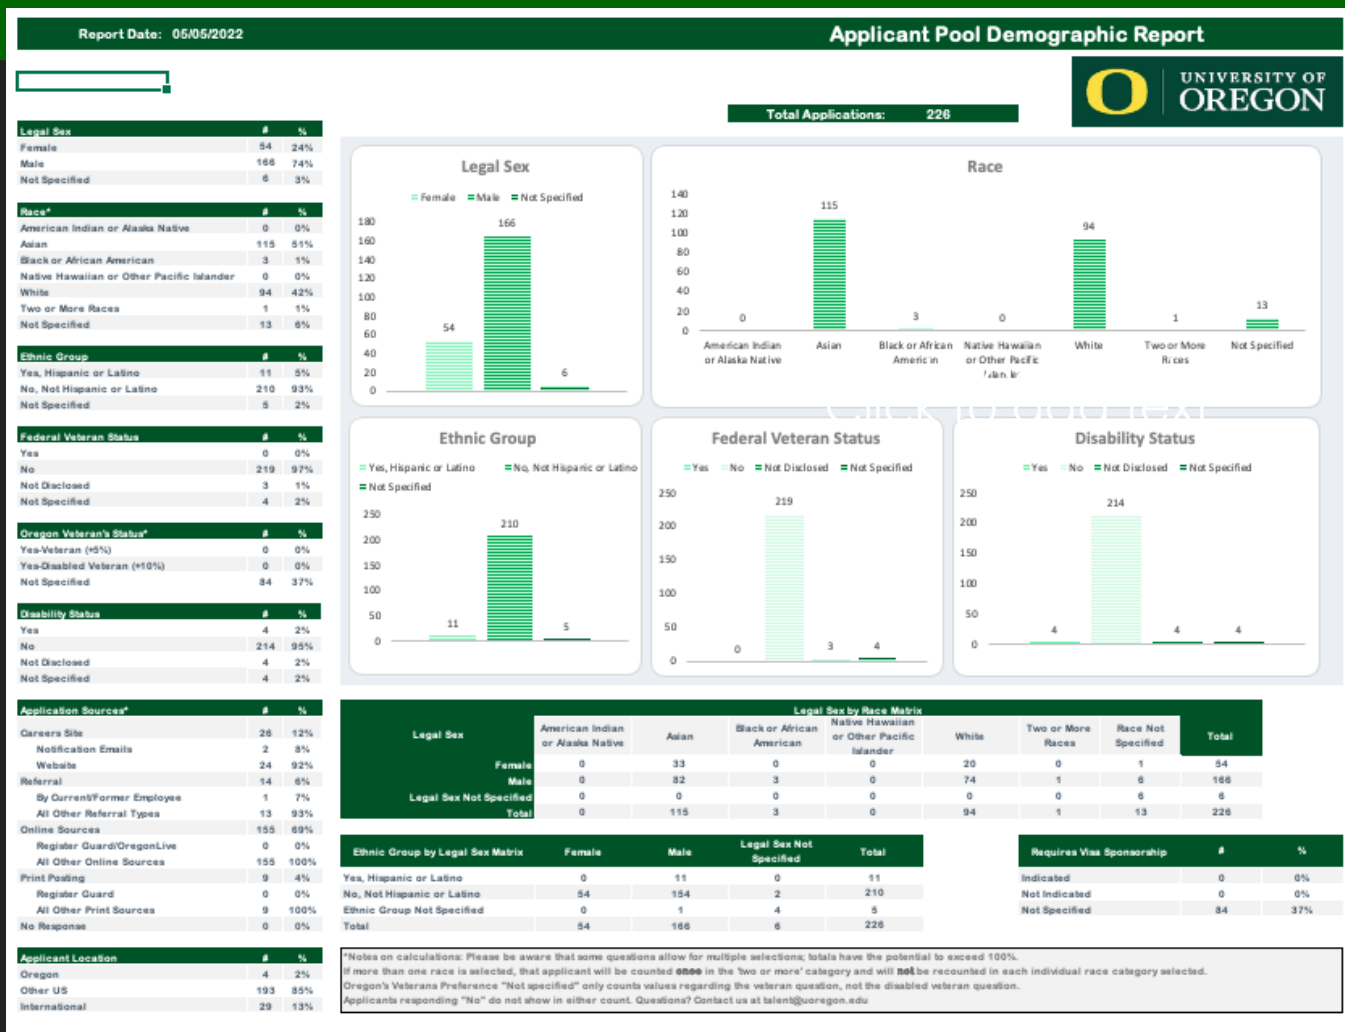 Report Date: 05/05/2022
Applicant Pool Demographic Report
UNIVERSITY OF
OREGON
Total Applications: 226
Legal Sex # %
Female 54 24%
Male 166 74%
Not Specified 6 3%
Race* # %
American Indian or Alaska Native 0 0%
Asian 115 51%
Black or African American 3 1%
Native Hawaiian or Other Pacific Islander 0 0%
White 94 42%
Two or More Races 1 1%
Not Specified 13 6%
Ethnic Group # %
Yes, Hispanic or Latino 11 5%
No, Not Hispanic or Latino 210 93%
Not Specified 5 2%
Federal Veteran Status # %
Yes 0 0%
No 219 97%
Not Disclosed 3 1%
Not Specified 4 2%
Oregon Veteran's Status* # %
Yes-Veteran (+5%) 0 0%
Yes-Disabled Veteran (+10%) 0 0%
Not Specified 84 37%
Disability Status # %
Yes 4 2%
No 214 95%
Not Disclosed 4 2%
Not Specified 4 2%
Application Sources* # %
Careers Site 26 12%
Notification Emails 2 8%
Website 24 92%
Referral 14 6%
By Current/Former Employee 1 7%
All Other Referral Types 13 93%
Online Sources 155 69%
Register Guard/OregonLive 0 0%
All Other Online Sources 155 100%
Print Posting 9 4%
Register Guard 0 0%
All Other Print Sources 9 100%
No Response 0 0%
Applicant Location # %
Oregon 4 2%
Other US 193 85%
International 29 13%
Legal Sex
Female Male Not Specified
180
160
140
120
100
80
60
40
20
0
54
166
6
Race
140
120
100
80
60
40
20
0
0
115
3
0
94
1
13
American Indian Asian Black or African Native Hawaiian White Two or More Not Specified
or Alaska Native American or Other Pacific Races
Islander
Click to add text
Ethnic Group
Yes, Hispanic or Latino No, Not Hispanic or Latino
Not Specified
250
200
150
100
50
0
11
210
5
Federal Veteran Status
Yes No Not Disclosed Not Specified
250
200
150
100
50
0
0
219
3
4
Disability Status
Yes No Not Disclosed Not Specified
250
200
150
100
50
0
4
214
4
4
Legal Sex by Race Matrix
Legal Sex American Indian or Alaska Native Asian Black or African American Native Hawaiian or Other Pacific Islander White Two or More Races Race Not Specified Total
Female 0 33 0 0 20 0 1 54
Male 0 82 3 0 74 1 6 166
Legal Sex Not Specified 0 0 0 0 0 0 6 6
Total 0 115 3 0 94 1 13 226
Ethnic Group by Legal Sex Matrix Female Male Legal Sex Not Specified Total
Yes, Hispanic or Latino 0 11 0 11
No, Not Hispanic or Latino 54 154 2 210
Ethnic Group Not Specified 0 1 4 5
Total 54 166 6 226
Requires Visa Sponsorship # %
Indicated 0 0%
Not Indicated 0 0%
Not Specified 84 37%
*Notes on calculations: Please be aware that some questions allow for multiple selections; totals have the potential to exceed 100%.
If more than one race is selected, that applicant will be counted once in the 'two or more' category and will not be recounted in each individual race category selected.
Oregon's Veterans Preference "Not specified" only counts values regarding the veteran question, not the disabled veteran question.
Applicants responding "No" do not show in either count. Questions? Contact us at talent@uoregon.edu